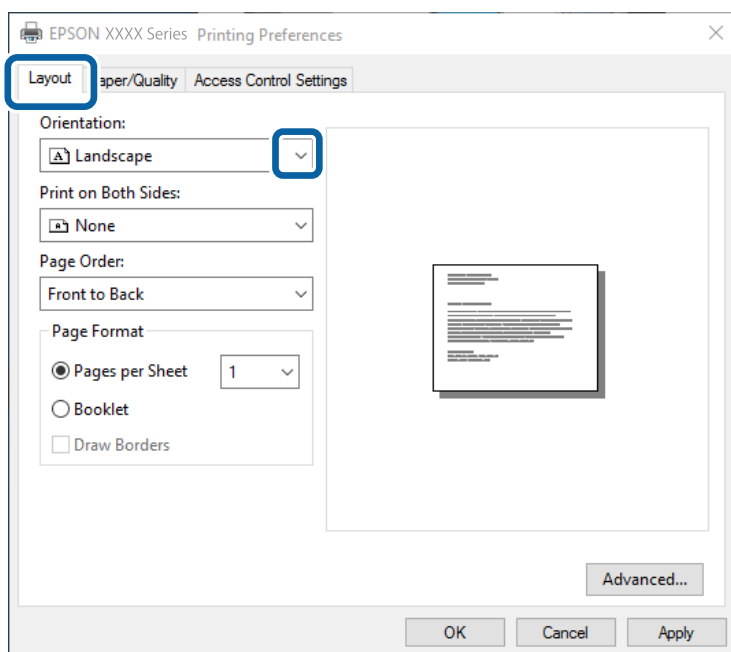 EPSON XXXX Series Printing Preferences
Layout aper/Quality Access Control Settings
Orientation:
Landscape
Print on Both Sides:
None
Page Order:
Front to Back
Page Format
Pages per Sheet 1
Booklet
Draw Borders
Advanced...
OK Cancel Apply